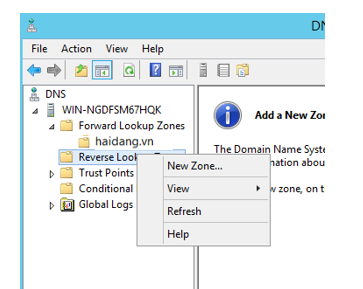 DN
File Action View Help
DNS
WIN-NGDFSM67HQK
Forward Lookup Zones
haidang.vn
Reverse Look
Trust Points
Conditional
Global Logs
New Zone...
View
Refresh
Help
Add a New Zon
The Domain Name Syste
mation abou
w zone, on t